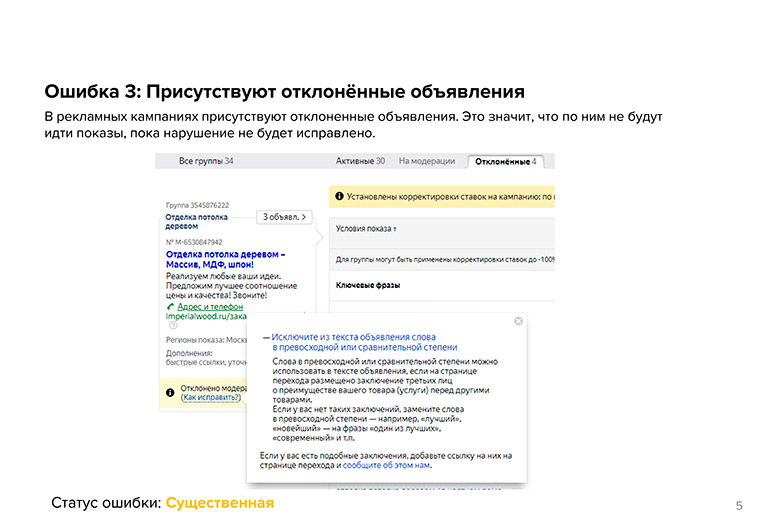 Ошибка 3: Присутствуют отклонённые объявления
В рекламных кампаниях присутствуют отклоненные объявления. Это значит, что по ним не будут
идти показы, пока нарушение не будет исправлено.
Все группы 34
Активные 30 На модерации Отклонённые 4
Установлены корректировки ставок на кампанию: по
Группа 3545876222
Отделка потолка
деревом
3 объявл. >
№ М-6530847942
Отделка потолка деревом –
Массив, МДФ, шпон!
Реализуем любые ваши идеи.
Предложим лучшее соотношение
цены и качества! Звоните!
Адрес и телефон
Imperialwood.ru/зака
Регионы показа: Моск
Дополнения:
быстрые ссылки, уточ
Отклонено модера
(Как исправить?)
Условия показа ↑
Для группы могут быть применены корректировки ставок до -100%
Ключевые фразы
— Исключите из текста объявления слова
в превосходной или сравнительной степени
Слова в превосходной или сравнительной степени можно
использовать в тексте объявления, если на странице
перехода размещено заключение третьих лиц
о преимуществе вашего товара (услуги) перед другими
товарами.
Если у вас нет таких заключений, замените слова
в превосходной степени — например, «лучший»,
«новейший» — на фразы «один из лучших»,
«современный» и т.п.
Если у вас есть подобные заключения, добавьте ссылку на них на
странице перехода и сообщите об этом нам.
Статус ошибки: Существенная
5